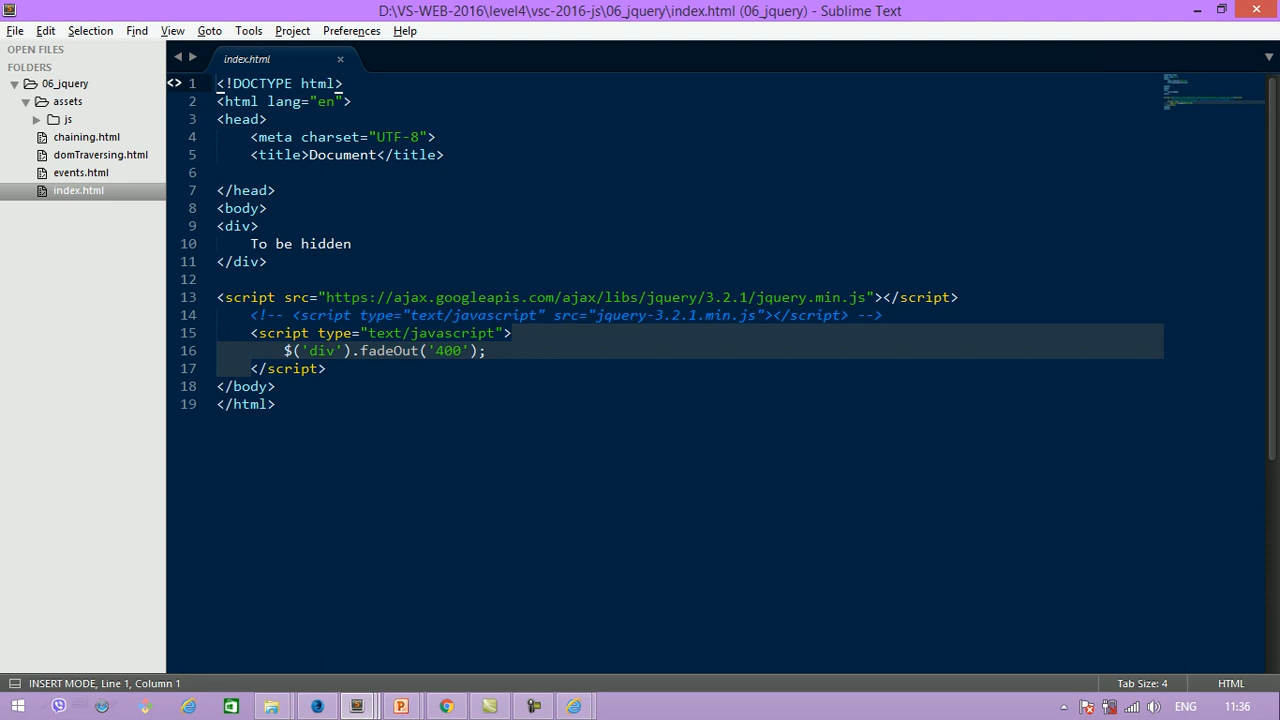 D:\VS-WEB-2016\level4\vsc-2016-js\06_jquery\index.html (06_jquery) - Sublime Text
File Edit Selection Find View Goto Tools Project Preferences Help
OPEN FILES
FOLDERS
06_jquery
assets
js
chaining.html
domTraversing.html
events.html
index.html
index.html
1 <!DOCTYPE html>
2 <html lang="en">
3 <head>
4 <meta charset="UTF-8">
5 <title>Document</title>
6
7 </head>
8 <body>
9 <div>
10 To be hidden
11 </div>
12
13 <script src="https://ajax.googleapis.com/ajax/libs/jquery/3.2.1/jquery.min.js"></script>
14 <!-- <script type="text/javascript" src="jquery-3.2.1.min.js"></script> -->
15 <script type="text/javascript">
16 $('div').fadeOut('400');
17 </script>
18 </body>
19 </html>
INSERT MODE, Line 1, Column 1
Tab Size: 4
HTML
ENG
11:36